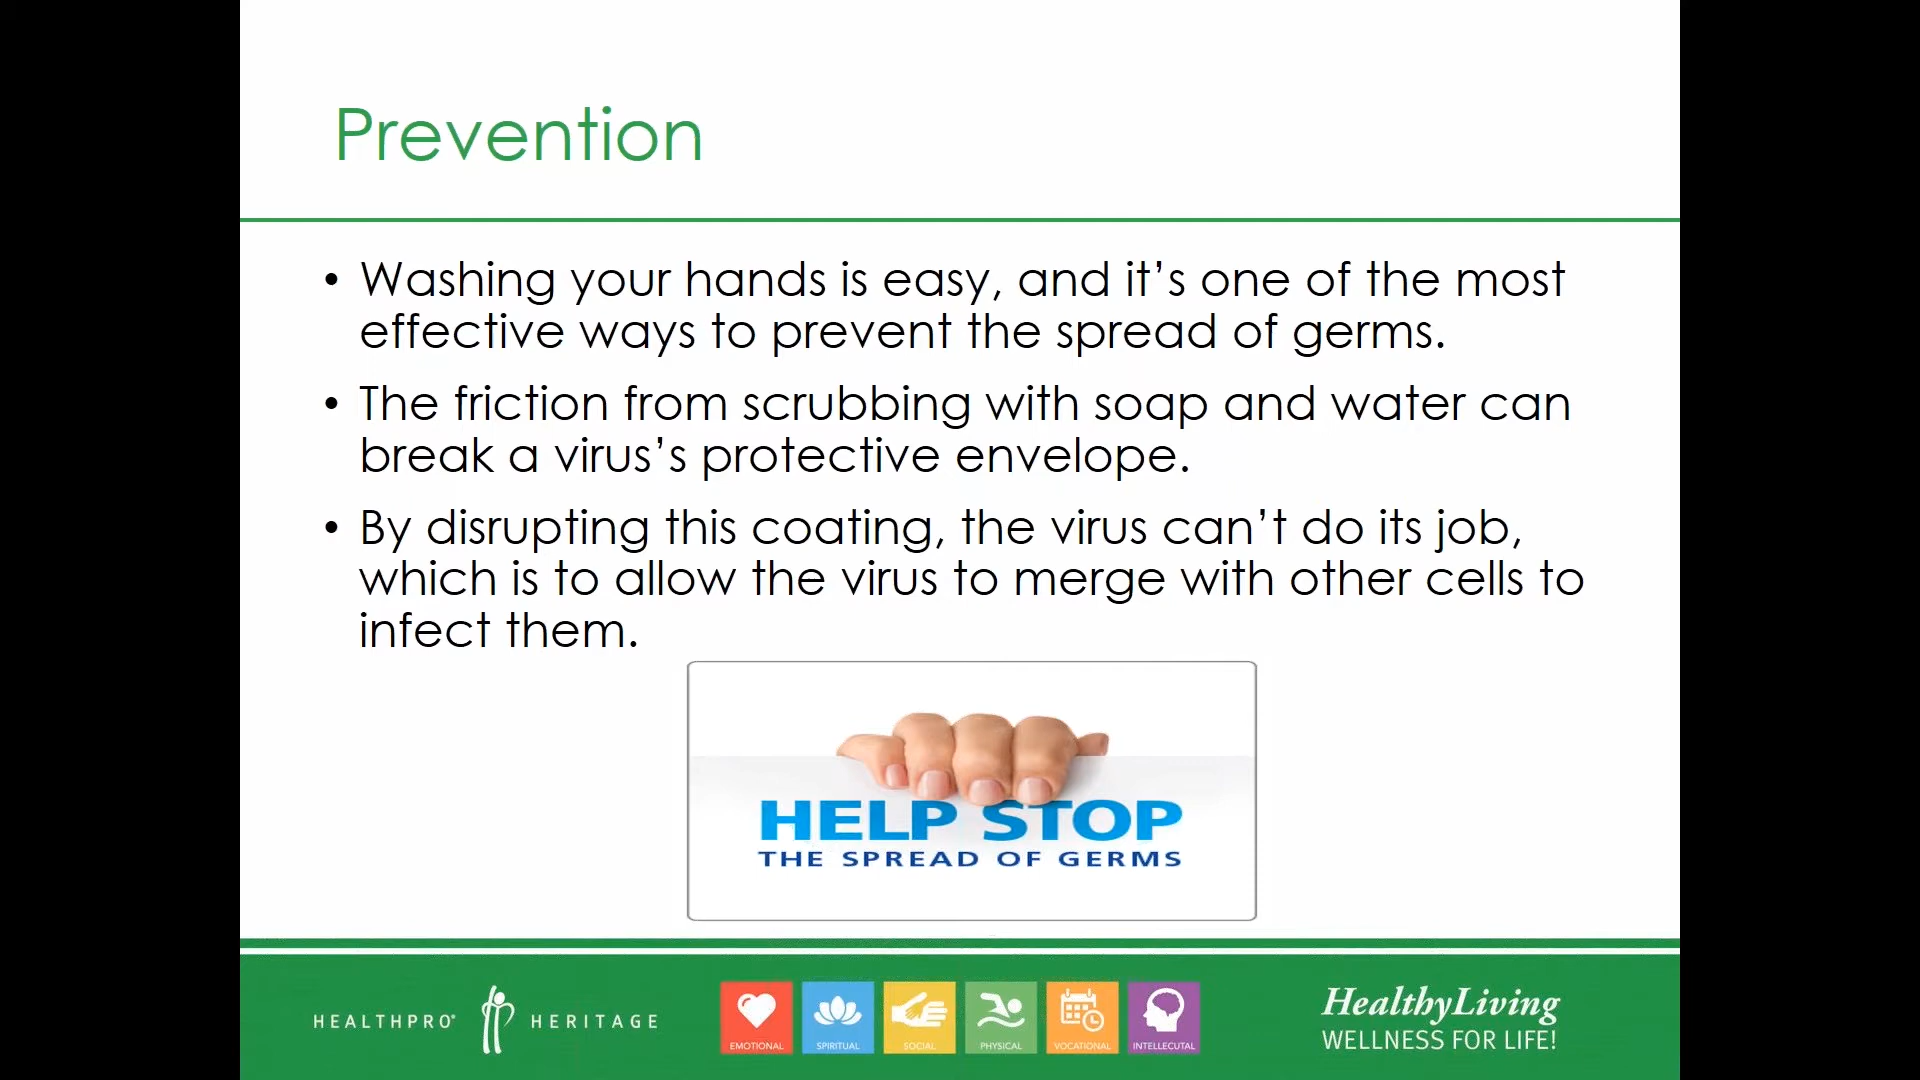 Prevention
• Washing your hands is easy, and it’s one of the most
effective ways to prevent the spread of germs.
• The friction from scrubbing with soap and water can
break a virus’s protective envelope.
• By disrupting this coating, the virus can’t do its job,
which is to allow the virus to merge with other cells to
infect them.
HELP STOP
THE SPREAD OF GERMS
HEALTHPRO® HERITAGE
EMOTIONAL
SPIRITUAL
SOCIAL
PHYSICAL
VOCATIONAL
INTELLECUTAL
HealthyLiving
WELLNESS FOR LIFE!